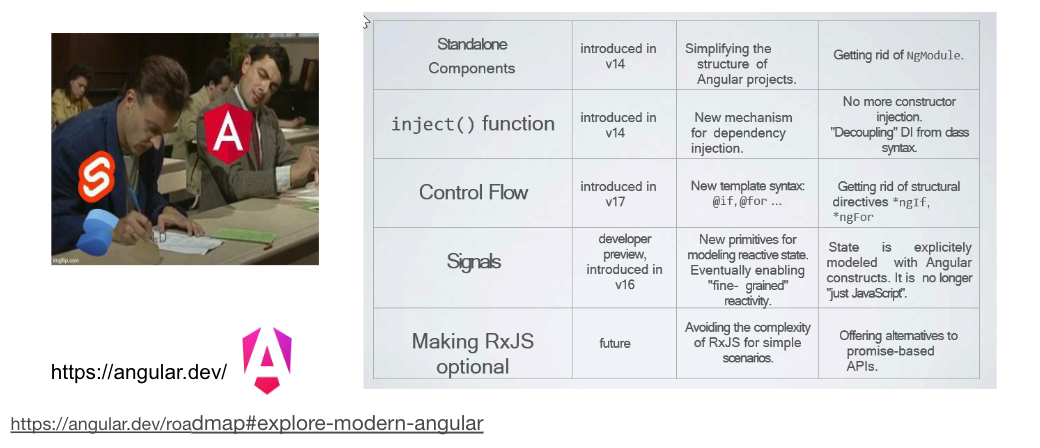 Standalone
Components
introduced in
v14
Simplifying the
structure of
Angular projects.
Getting rid of NgModule.
inject() function
introduced in
v14
New mechanism
for dependency
injection.
No more constructor
injection.
"Decoupling" DI from class
syntax.
Control Flow
introduced in
v17
New template syntax:
@if, @for ...
Getting rid of structural
directives *ngIf,
*ngFor
Signals
developer
preview,
introduced in
v16
New primitives for
modeling reactive state.
Eventually enabling
"fine- grained"
reactivity.
State is explicitely
modeled with Angular
constructs. It is no longer
"just JavaScript".
Making RxJS
optional
future
Avoiding the complexity
of RxJS for simple
scenarios.
Offering alternatives to
promise-based
APIs.
imgflip.com
https://angular.dev/
https://angular.dev/roadmap#explore-modern-angular